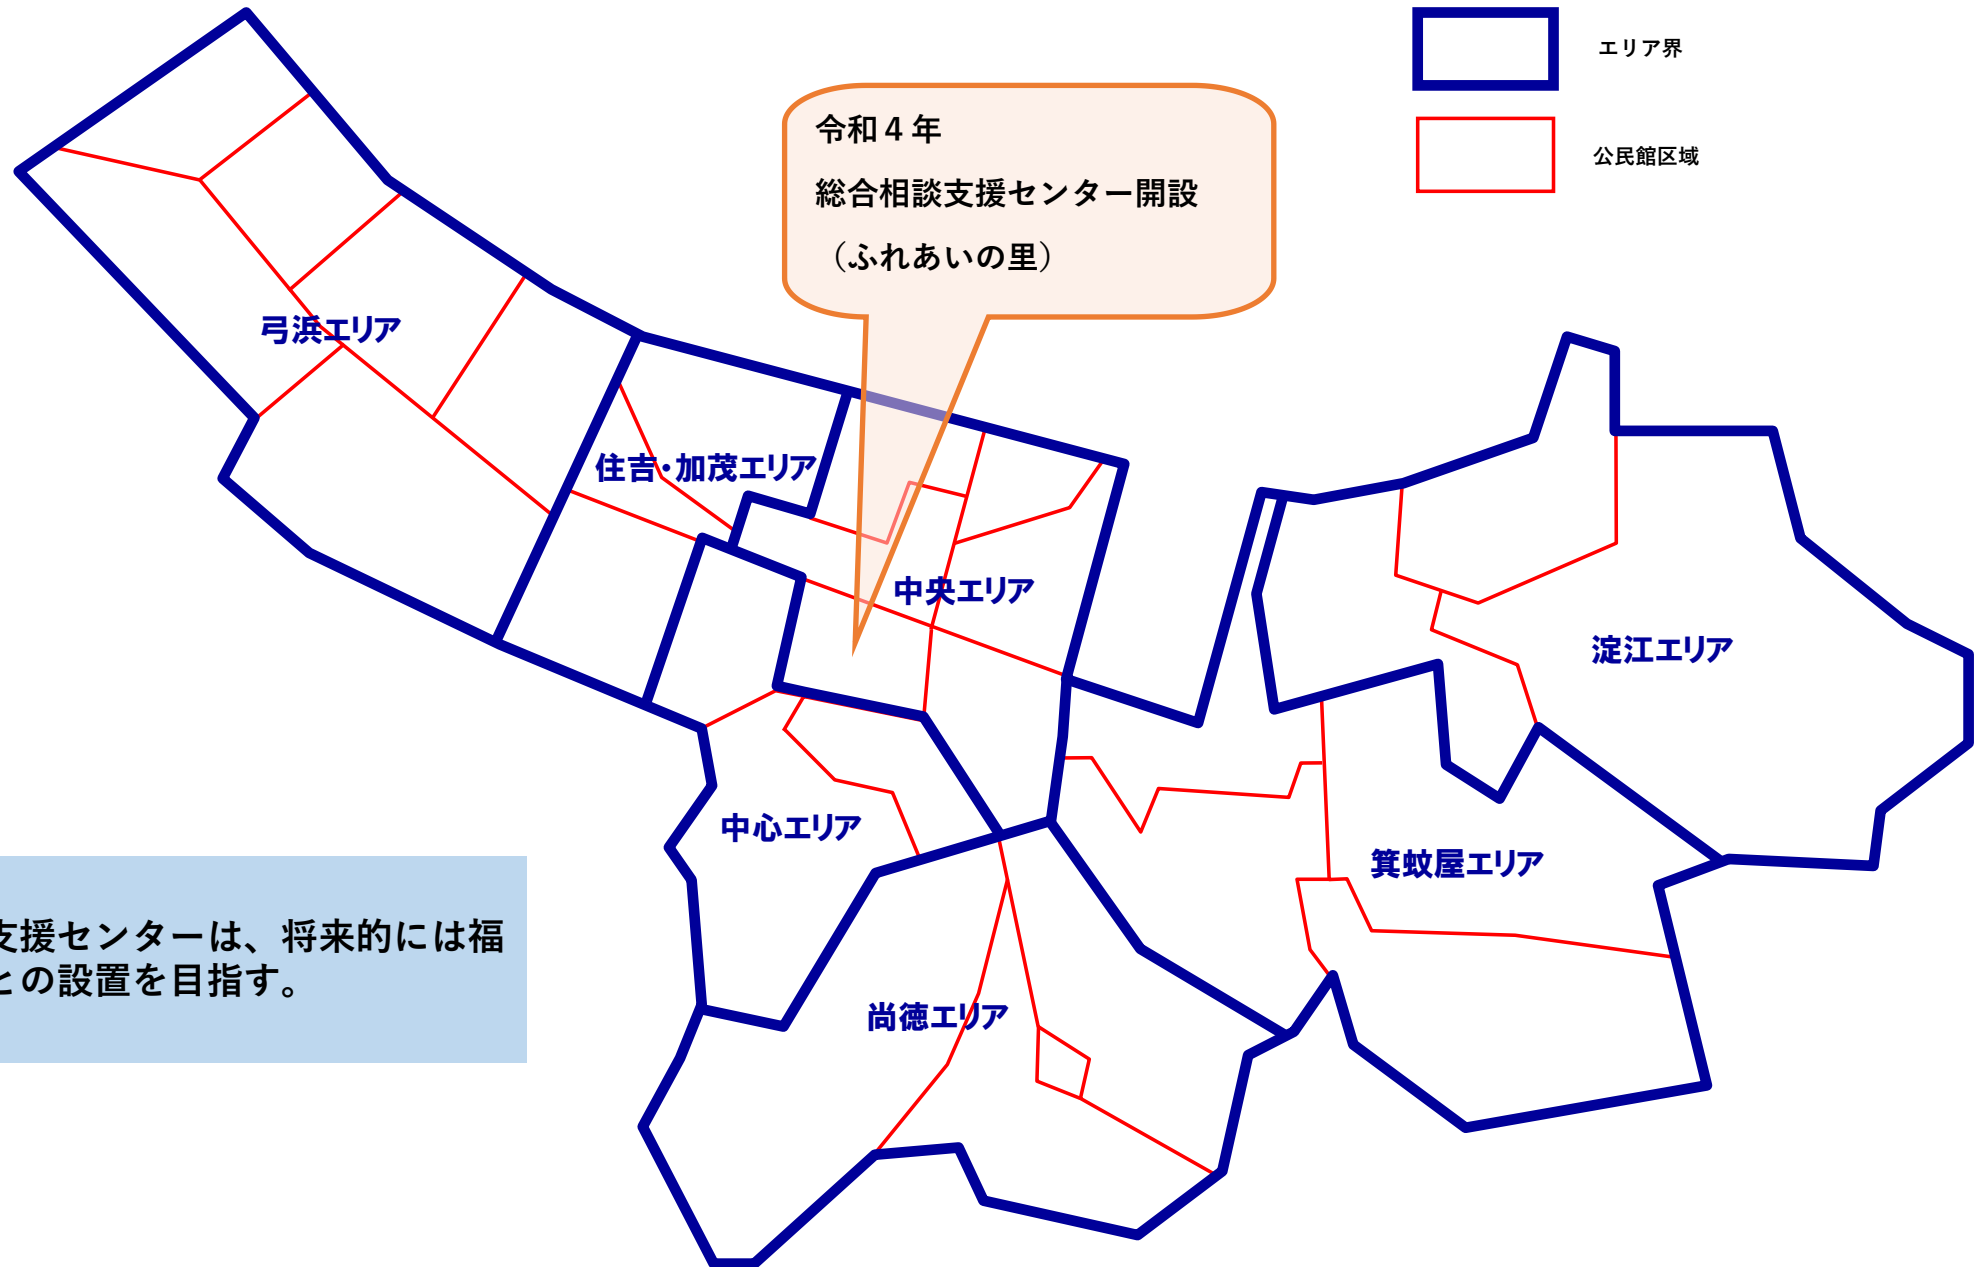 エリア界
公民館区域
令和４年
総合相談支援センター開設
（ふれあいの里）
弓浜エリア
住吉・加茂エリア
中央エリア
淀江エリア
中心エリア
箕蚊屋エリア
尚徳エリア
支援センターは、将来的には福
との設置を目指す。